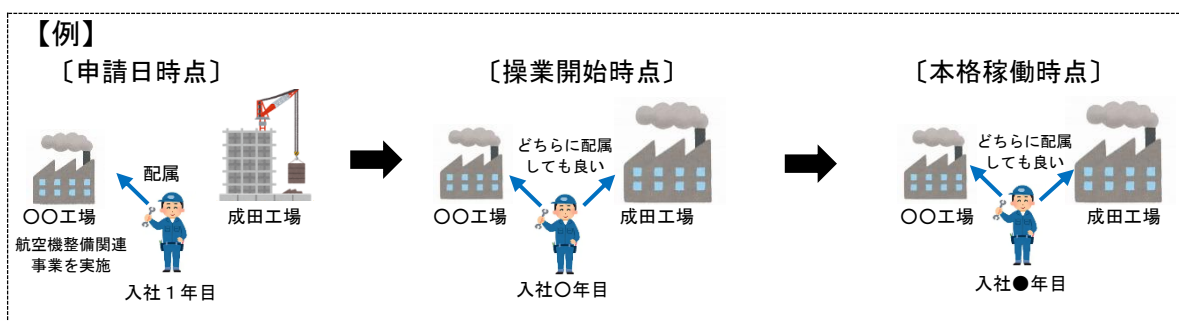 【例】
〔申請日時点〕
配属
〇〇工場
成田工場
航空機整備関連
事業を実施
入社１年目
〔操業開始時点〕
どちらに配属
しても良い
〇〇工場
成田工場
入社〇年目
〔本格稼働時点〕
どちらに配属
しても良い
〇〇工場
成田工場
入社●年目